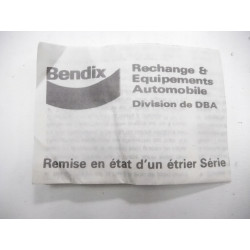 Bendix
Rechange &
Equipements
Automobile
Division de DBA
Remise en état d'un étrier Série